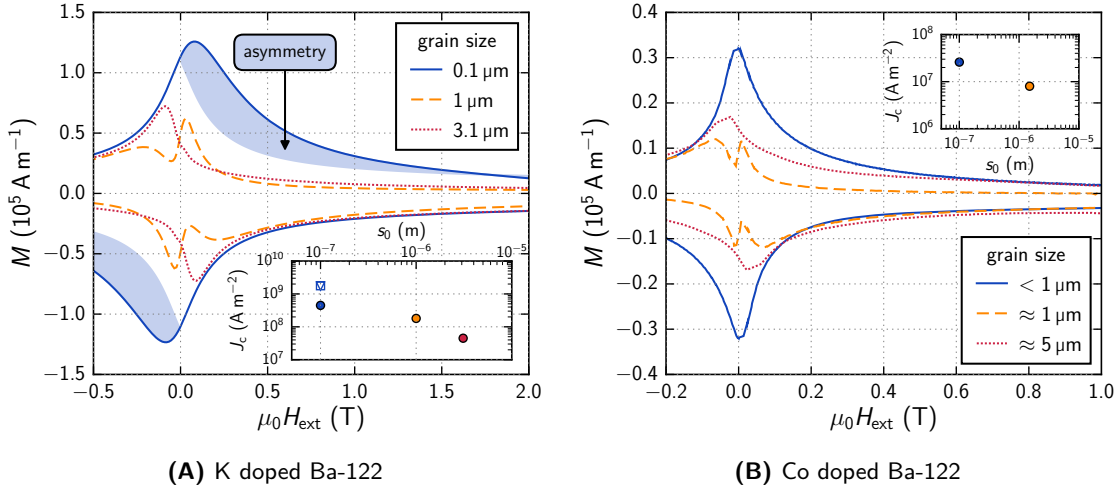 1.5
1.0
0.5
0.0
−0.5
−1.0
−1.5
M (10⁵ A m⁻¹)
−0.5 0.0 0.5 1.0 1.5 2.0
μ₀H_ext (T)
asymmetry
grain size
0.1 μm
1 μm
3.1 μm
s₀ (m)
10⁻⁷ 10⁻⁶ 10⁻⁵
10¹⁰
10⁹
10⁸
10⁷
J_c (A m⁻²)
(A) K doped Ba-122
0.4
0.3
0.2
0.1
0.0
−0.1
−0.2
−0.3
−0.4
M (10⁵ A m⁻¹)
−0.2 0.0 0.2 0.4 0.6 0.8 1.0
μ₀H_ext (T)
10⁸
10⁷
10⁶
J_c (A m⁻²)
10⁻⁷ 10⁻⁶ 10⁻⁵
s₀ (m)
grain size
< 1 μm
≈ 1 μm
≈ 5 μm
(B) Co doped Ba-122